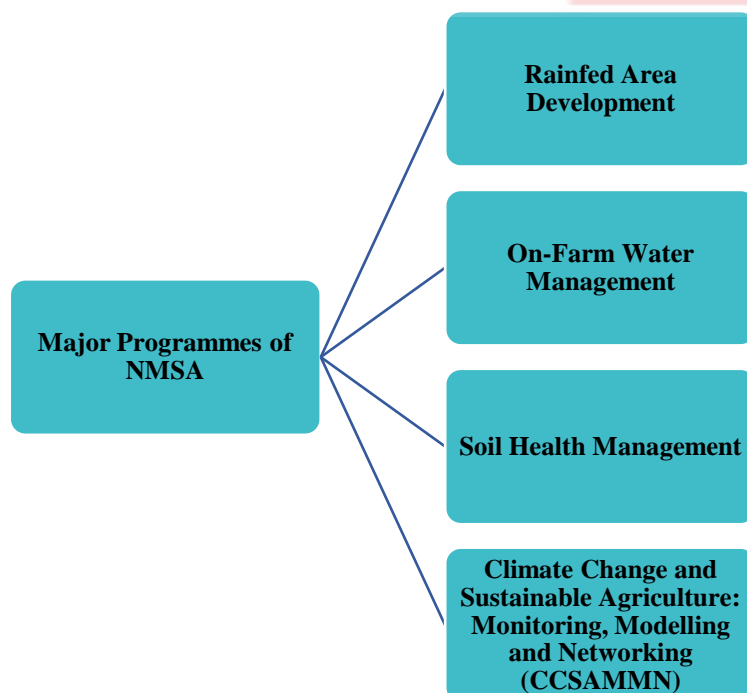 Rainfed Area
Development
On-Farm Water
Management
Major Programmes of
NMSA
Soil Health Management
Climate Change and
Sustainable Agriculture:
Monitoring, Modelling
and Networking
(CCSAMMN)